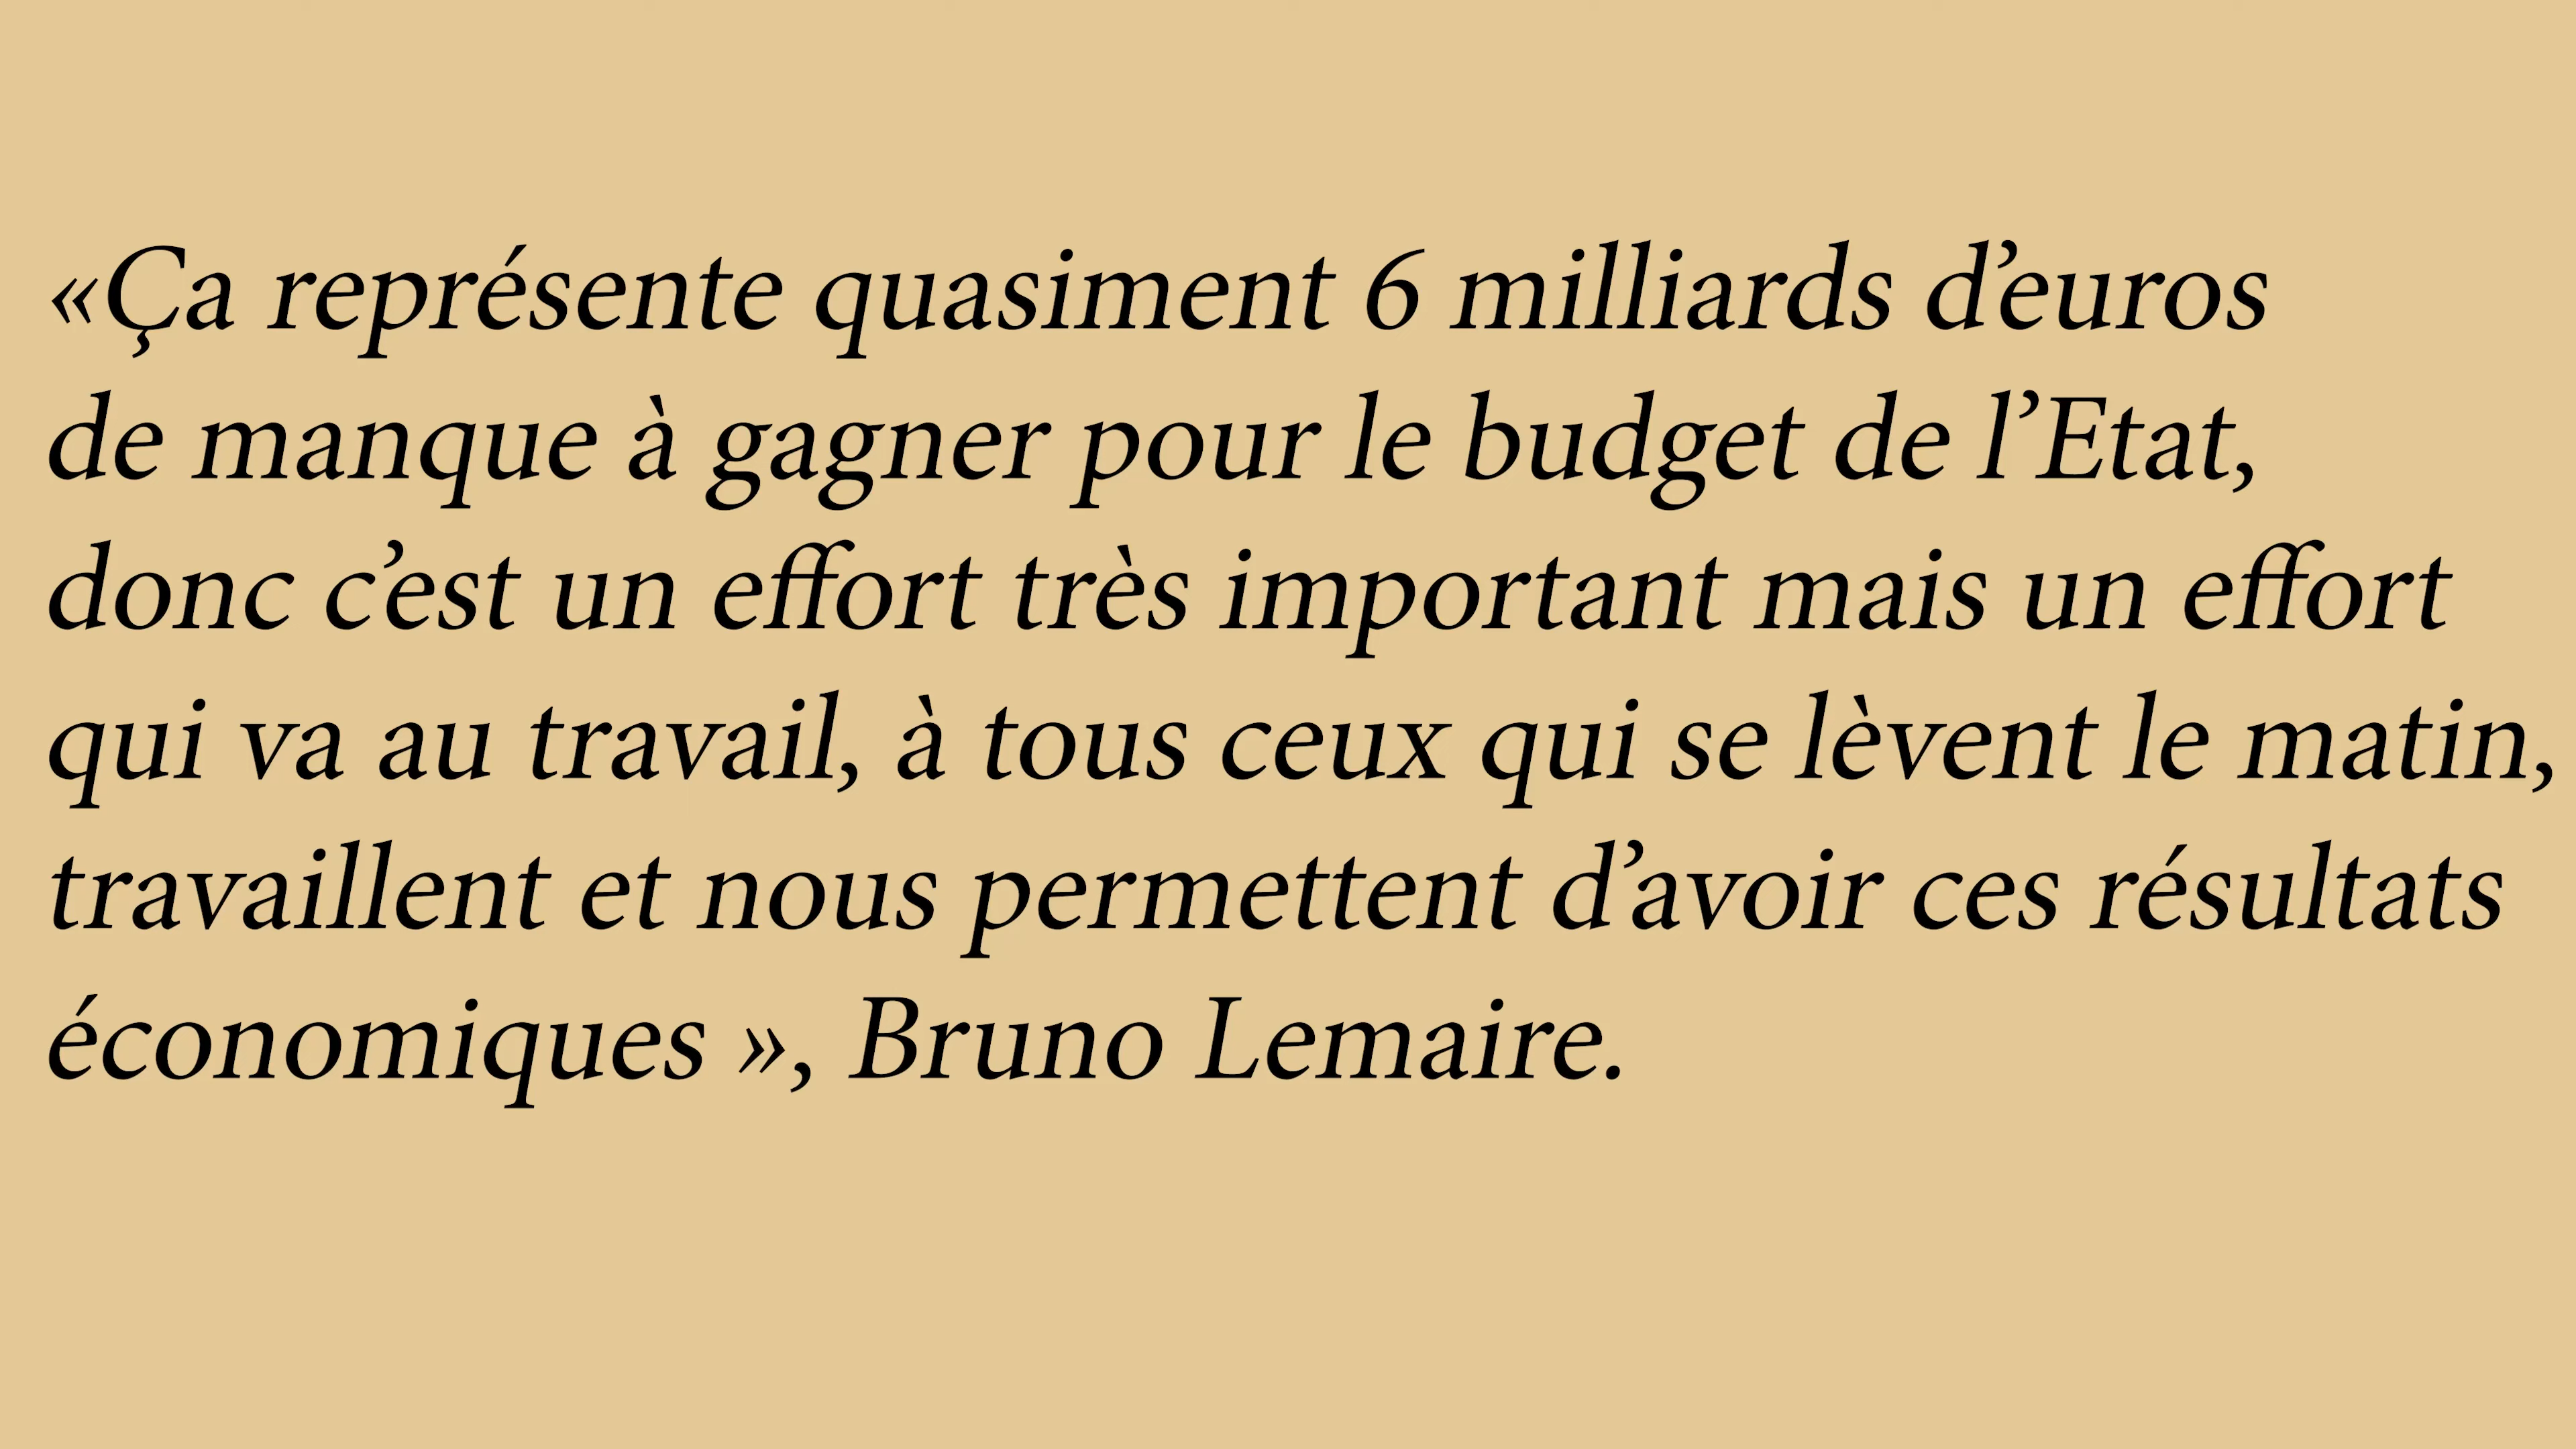 «Ça représente quasiment 6 milliards d’euros
de manque à gagner pour le budget de l’Etat,
donc c’est un effort très important mais un effort
qui va au travail, à tous ceux qui se lèvent le matin,
travaillent et nous permettent d’avoir ces résultats
économiques », Bruno Lemaire.